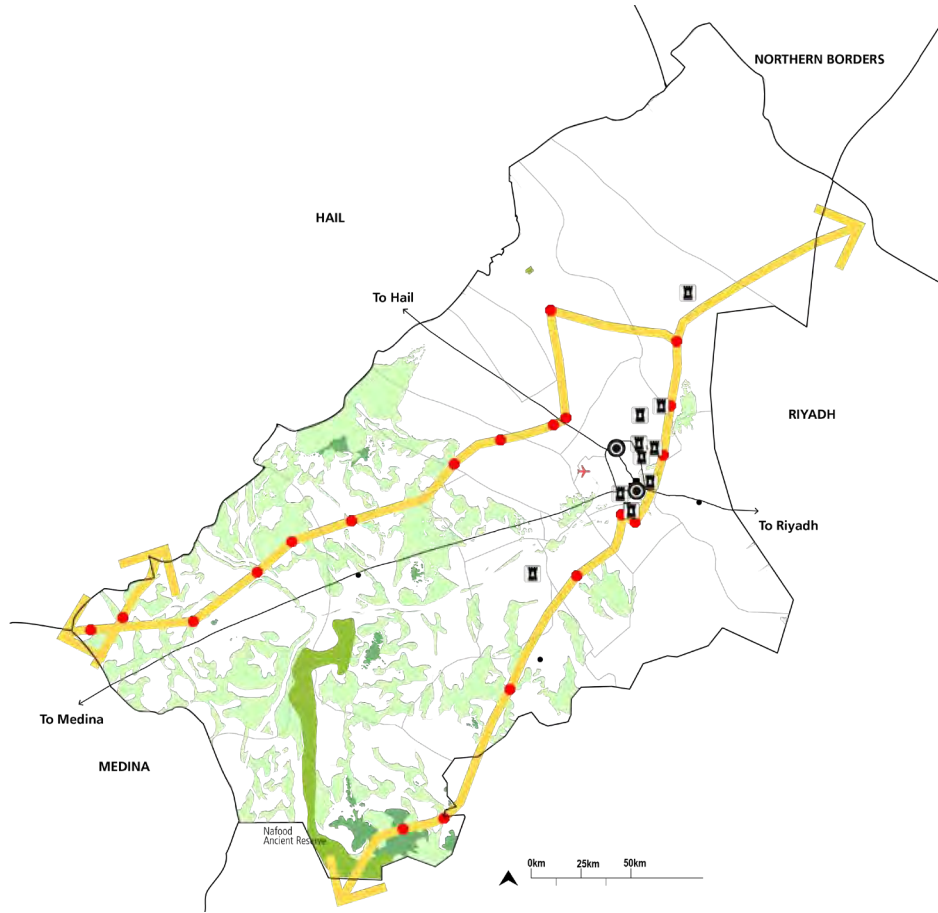 NORTHERN BORDERS
HAIL
To Hail
RIYADH
To Riyadh
To Medina
MEDINA
Nafood
Ancient Reserve
0km 25km 50km